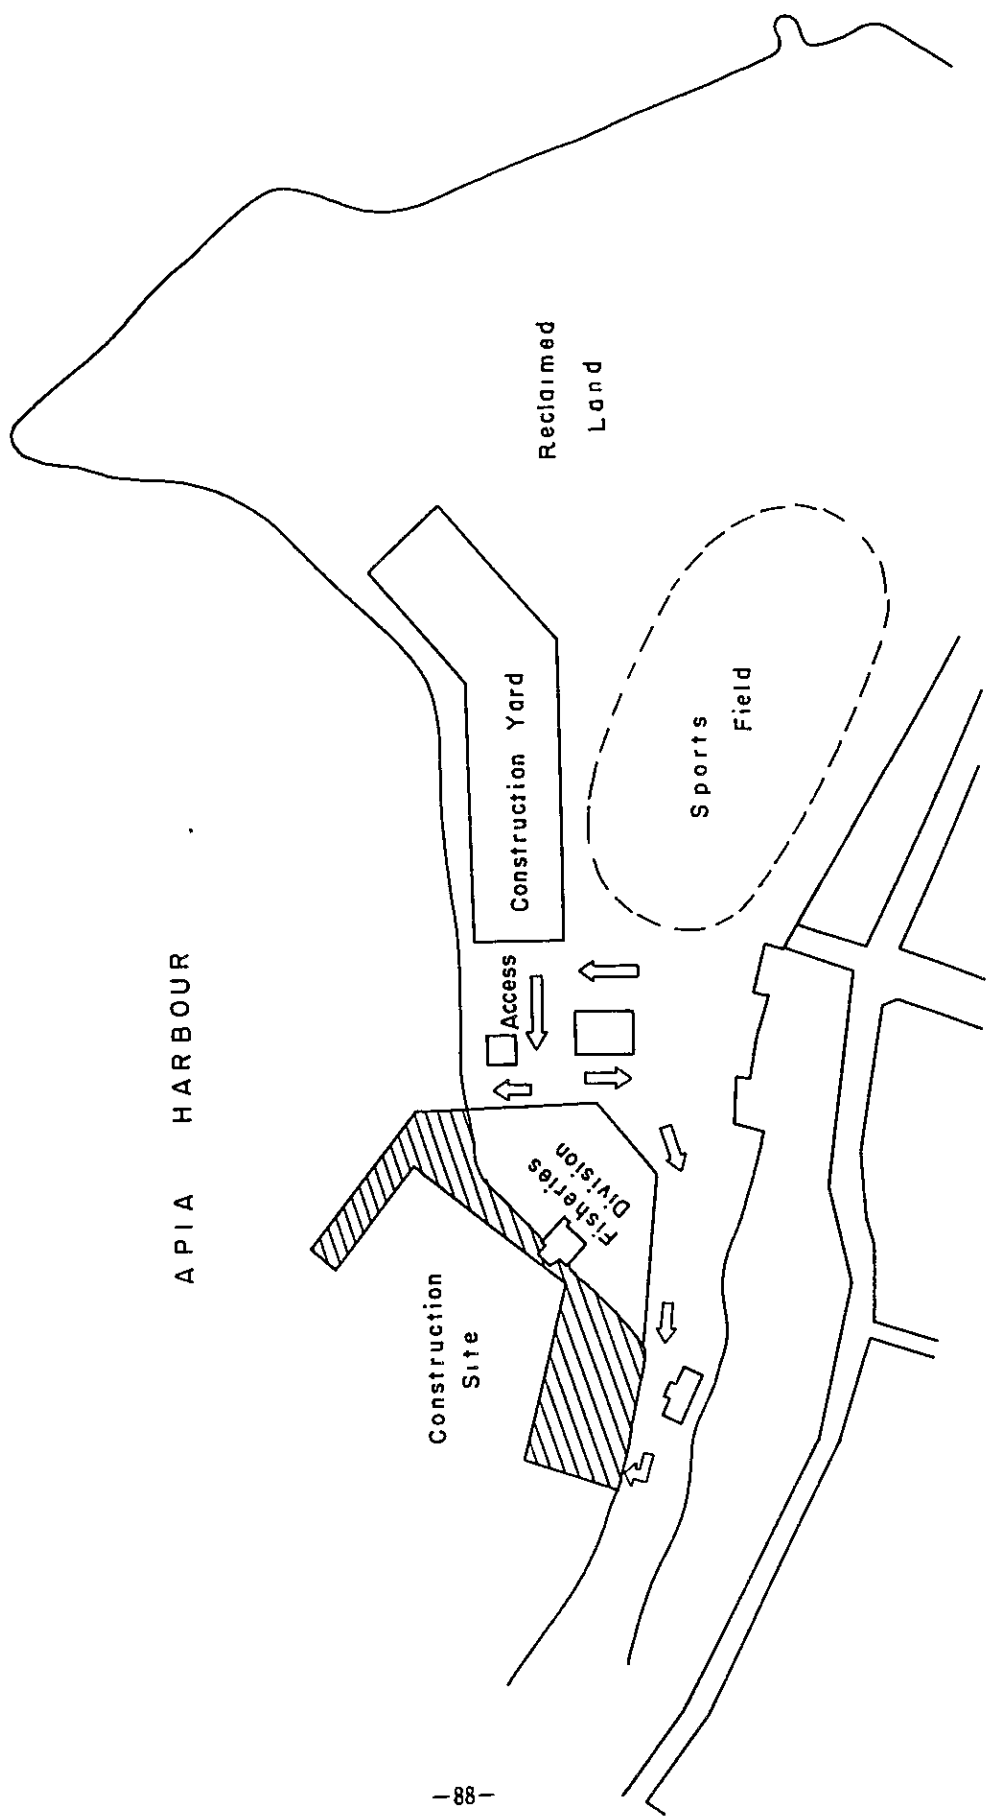 APIA HARBOUR
Construction
Site
Fisheries
Division
Access
Construction Yard
Sports
Field
Reclaimed
Land
-88-